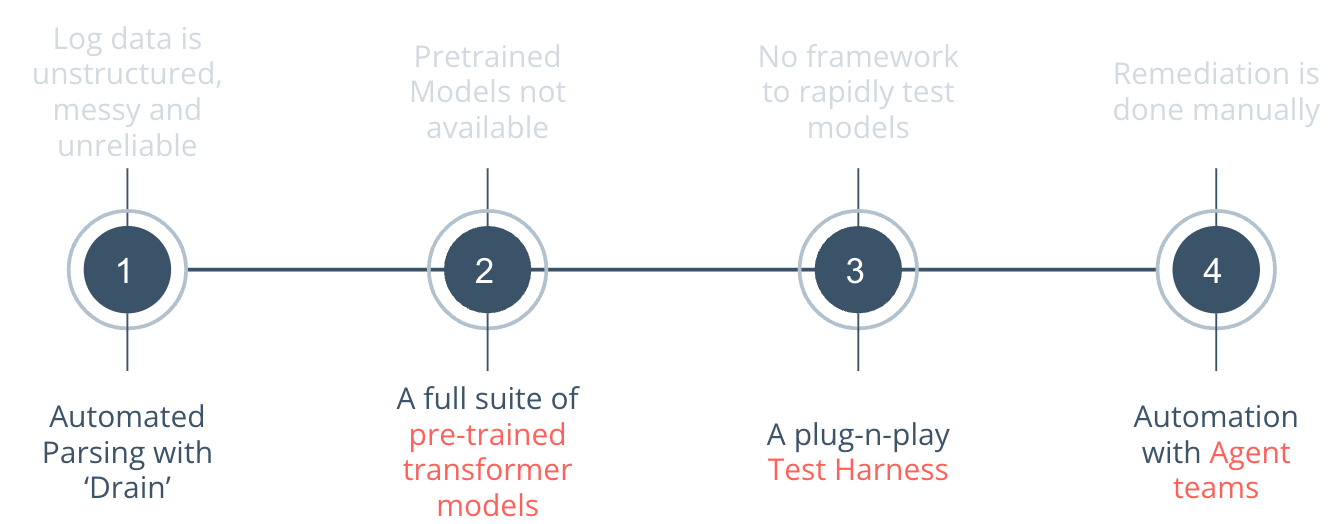 Log data is
unstructured,
messy and
unreliable
Pretrained
Models not
available
No framework
to rapidly test
models
Remediation is
done manually
1
2
3
4
Automated
Parsing with
‘Drain’
A full suite of
pre-trained
transformer
models
A plug-n-play
Test Harness
Automation
with Agent
teams